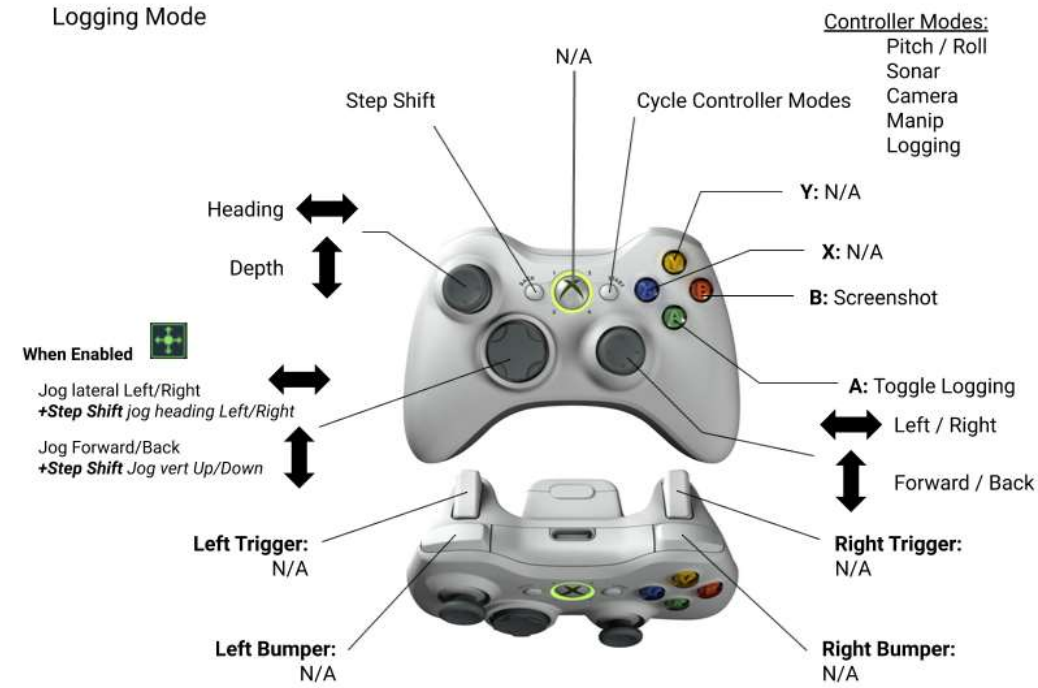 Logging Mode
Controller Modes:
Pitch / Roll
Sonar
Camera
Manip
Logging
N/A
Step Shift
Cycle Controller Modes
Y: N/A
Heading
X: N/A
Depth
B: Screenshot
When Enabled
Jog lateral Left/Right
+Step Shift jog heading Left/Right
A: Toggle Logging
Left / Right
Jog Forward/Back
+Step Shift Jog vert Up/Down
Forward / Back
Left Trigger:
N/A
Right Trigger:
N/A
Left Bumper:
N/A
Right Bumper:
N/A
Y
X
B
A